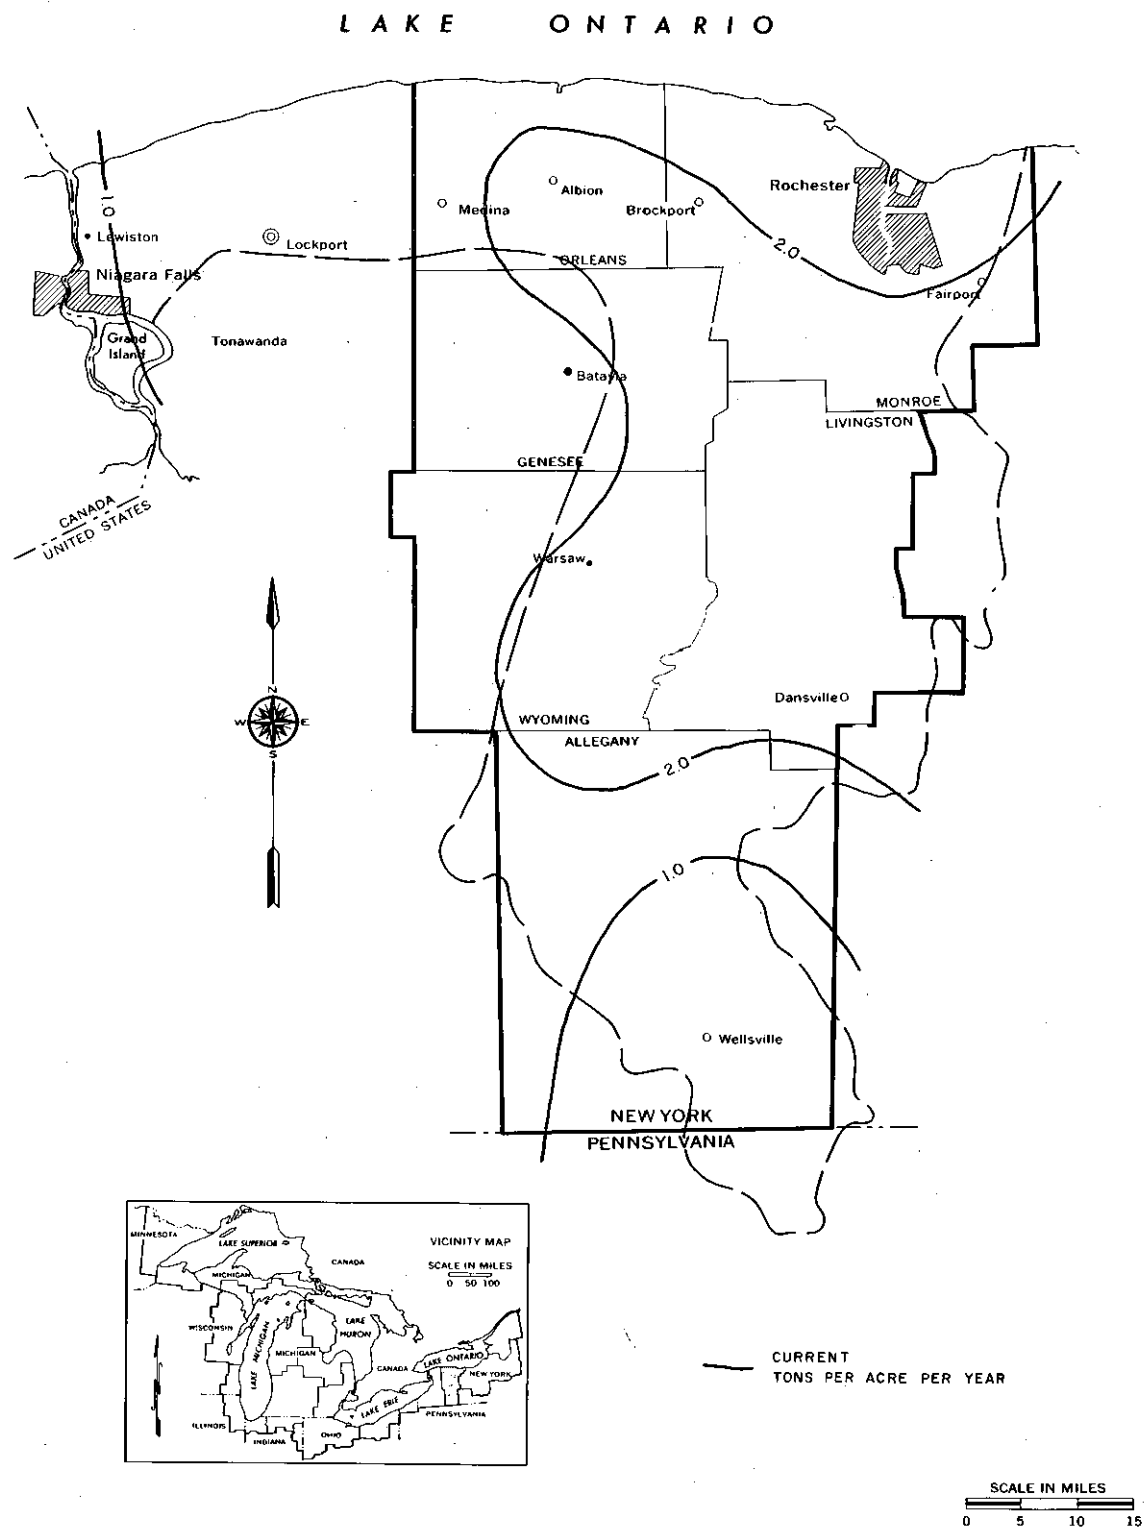 LAKE ONTARIO
1.0
Lewiston
Lockport
Niagara Falls
Grand
Island
Tonawanda
CANADA
UNITED STATES
Medina
Albion
Brockport
Rochester
2.0
Fairport
ORLEANS
Batavia
MONROE
LIVINGSTON
GENESEE
Warsaw
Dansville
WYOMING
ALLEGANY
2.0
1.0
N
W E
S
Wellsville
NEW YORK
PENNSYLVANIA
VICINITY MAP
SCALE IN MILES
0 50 100
MINNESOTA
LAKE SUPERIOR
CANADA
MICHIGAN
WISCONSIN
LAKE MICHIGAN
LAKE
HURON
MICHIGAN
CANADA
LAKE ONTARIO
NEW YORK
LAKE ERIE
PENNSYLVANIA
ILLINOIS
INDIANA
OHIO
CURRENT
TONS PER ACRE PER YEAR
SCALE IN MILES
0 5 10 15